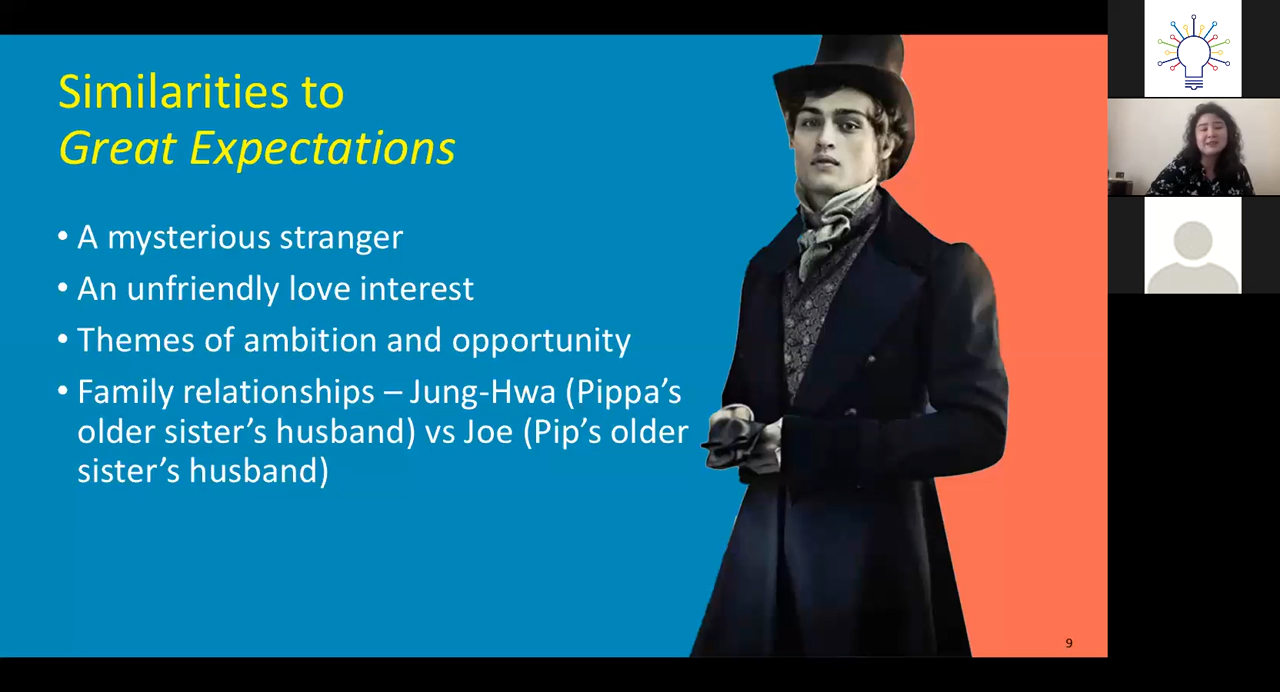 Similarities to
Great Expectations
• A mysterious stranger
• An unfriendly love interest
• Themes of ambition and opportunity
• Family relationships – Jung-Hwa (Pippa’s
older sister’s husband) vs Joe (Pip’s older
sister’s husband)
9